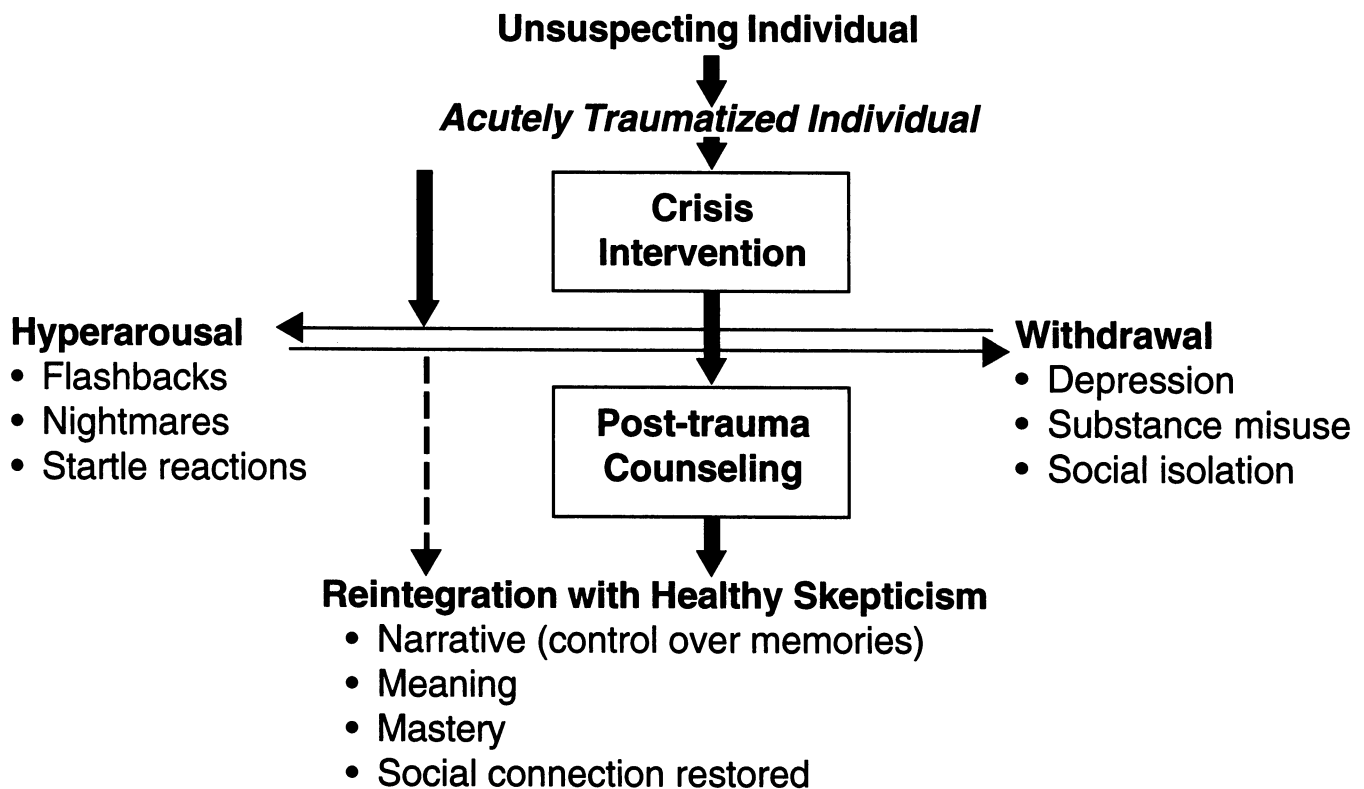 Unsuspecting Individual
Acutely Traumatized Individual
Crisis
Intervention
Hyperarousal
• Flashbacks
• Nightmares
• Startle reactions
Withdrawal
• Depression
• Substance misuse
• Social isolation
Post-trauma
Counseling
Reintegration with Healthy Skepticism
• Narrative (control over memories)
• Meaning
• Mastery
• Social connection restored